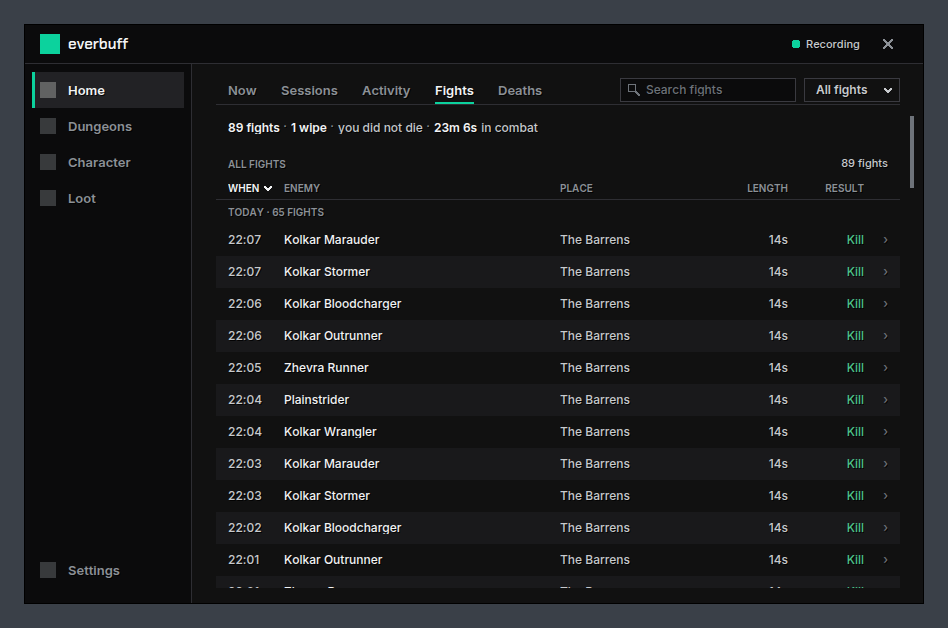 everbuff
Recording
Home
Dungeons
Character
Loot
Settings
Now Sessions Activity Fights Deaths
Search fights
All fights
89 fights · 1 wipe · you did not die · 23m 6s in combat
ALL FIGHTS 89 fights
WHEN ENEMY PLACE LENGTH RESULT
TODAY · 65 FIGHTS
22:07 Kolkar Marauder The Barrens 14s Kill
22:07 Kolkar Stormer The Barrens 14s Kill
22:06 Kolkar Bloodcharger The Barrens 14s Kill
22:06 Kolkar Outrunner The Barrens 14s Kill
22:05 Zhevra Runner The Barrens 14s Kill
22:04 Plainstrider The Barrens 14s Kill
22:04 Kolkar Wrangler The Barrens 14s Kill
22:03 Kolkar Marauder The Barrens 14s Kill
22:03 Kolkar Stormer The Barrens 14s Kill
22:02 Kolkar Bloodcharger The Barrens 14s Kill
22:01 Kolkar Outrunner The Barrens 14s Kill